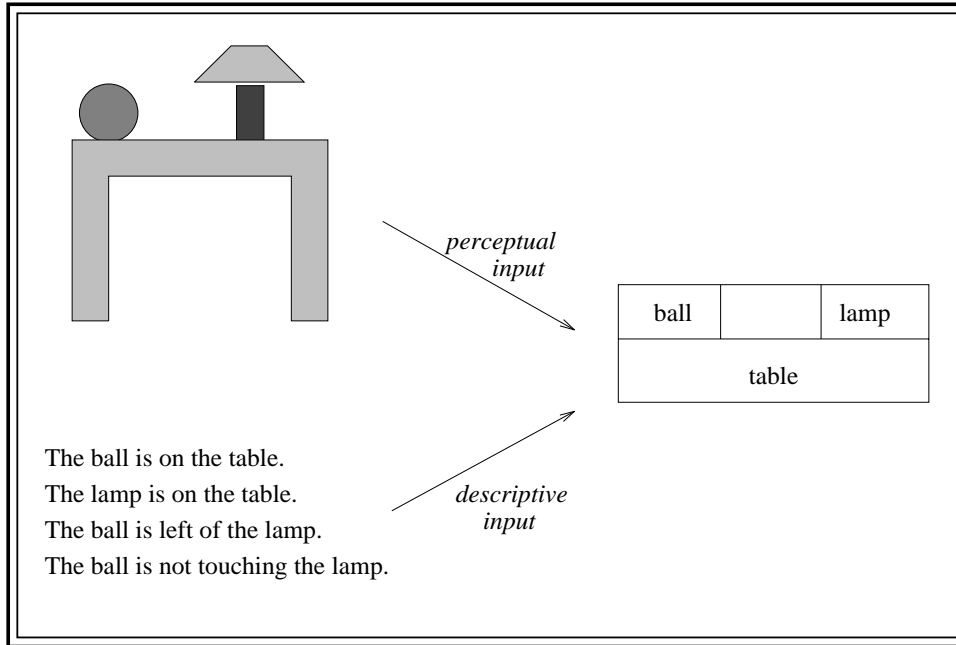 perceptual
input
ball
lamp
table
The ball is on the table.
The lamp is on the table.
The ball is left of the lamp.
The ball is not touching the lamp.
descriptive
input